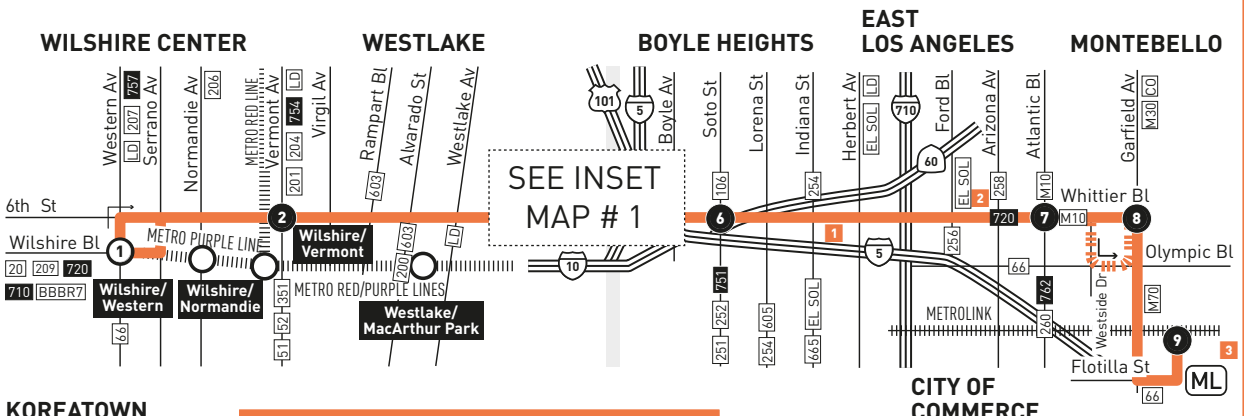 EAST
WILSHIRE CENTER
WESTLAKE
BOYLE HEIGHTS
LOS ANGELES
MONTEBELLO
Western Av
LD 207 757
Serrano Av
Normandie Av
206
METRO RED LINE
Vermont Av
201 204 754 LD
Virgil Av
Rampart Bl
603
Alvarado St
Westlake Av
101
5
Boyle Av
Soto St
106
Lorena St
Indiana St
254
Herbert Av
EL SOL LD
710
Ford Bl
60
EL SOL
2
Arizona Av
258
Atlantic Bl
M10
Garfield Av
M30 CO
SEE INSET
MAP # 1
6th St
2
6
1
720
7
M10
Whittier Bl
8
Wilshire Bl
1
METRO PURPLE LINE
Wilshire/
Vermont
200 603
LD
256
5
10
66
Olympic Bl
20 209 720
710 BBBR7
Wilshire/
Western
Wilshire/
Normandie
METRO RED/PURPLE LINES
Westlake/
MacArthur Park
66
51 52 351
251 252 751
254 605
665 EL SOL
METROLINK
260 762
Westside Dr
M70
9
3
Flotilla St
66
ML
KOREATOWN
CITY OF
COMMERCE